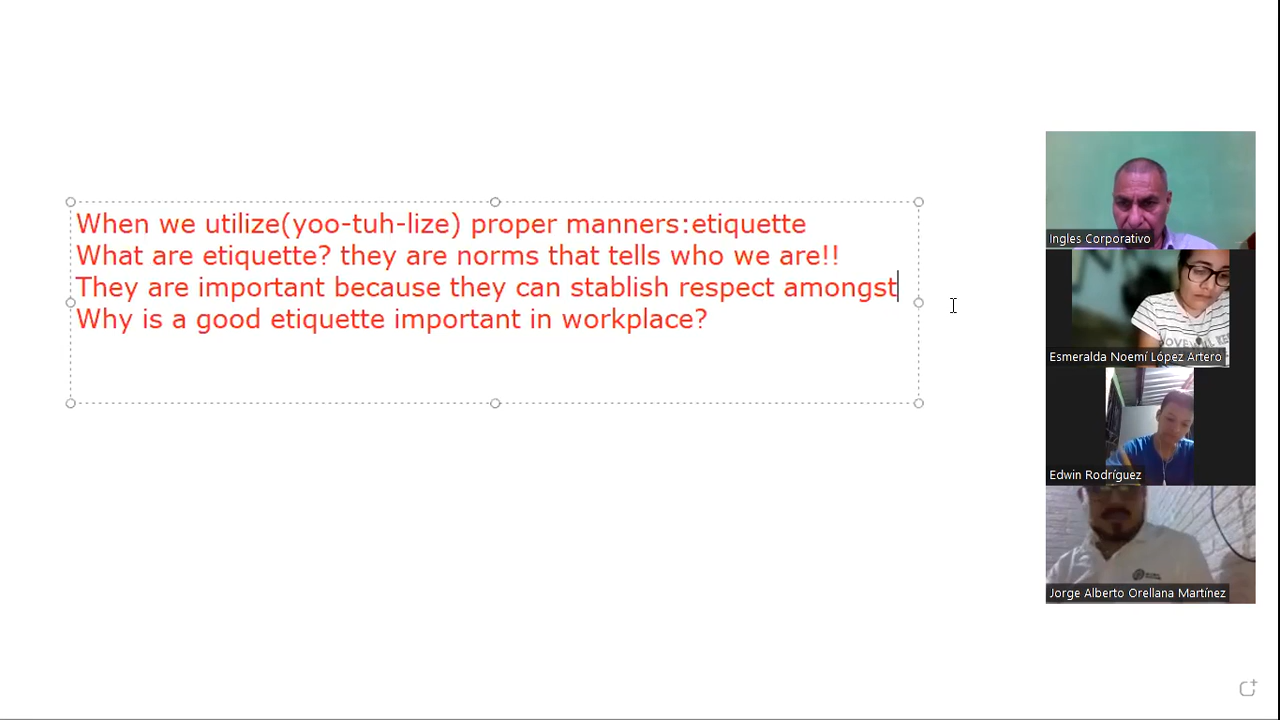 When we utilize(yoo-tuh-lize) proper manners:etiquette
What are etiquette? they are norms that tells who we are!!
They are important because they can stablish respect amongst
Why is a good etiquette important in workplace?
Ingles Corporativo
Esmeralda Noemí López Artero
Edwin Rodríguez
Jorge Alberto Orellana Martínez